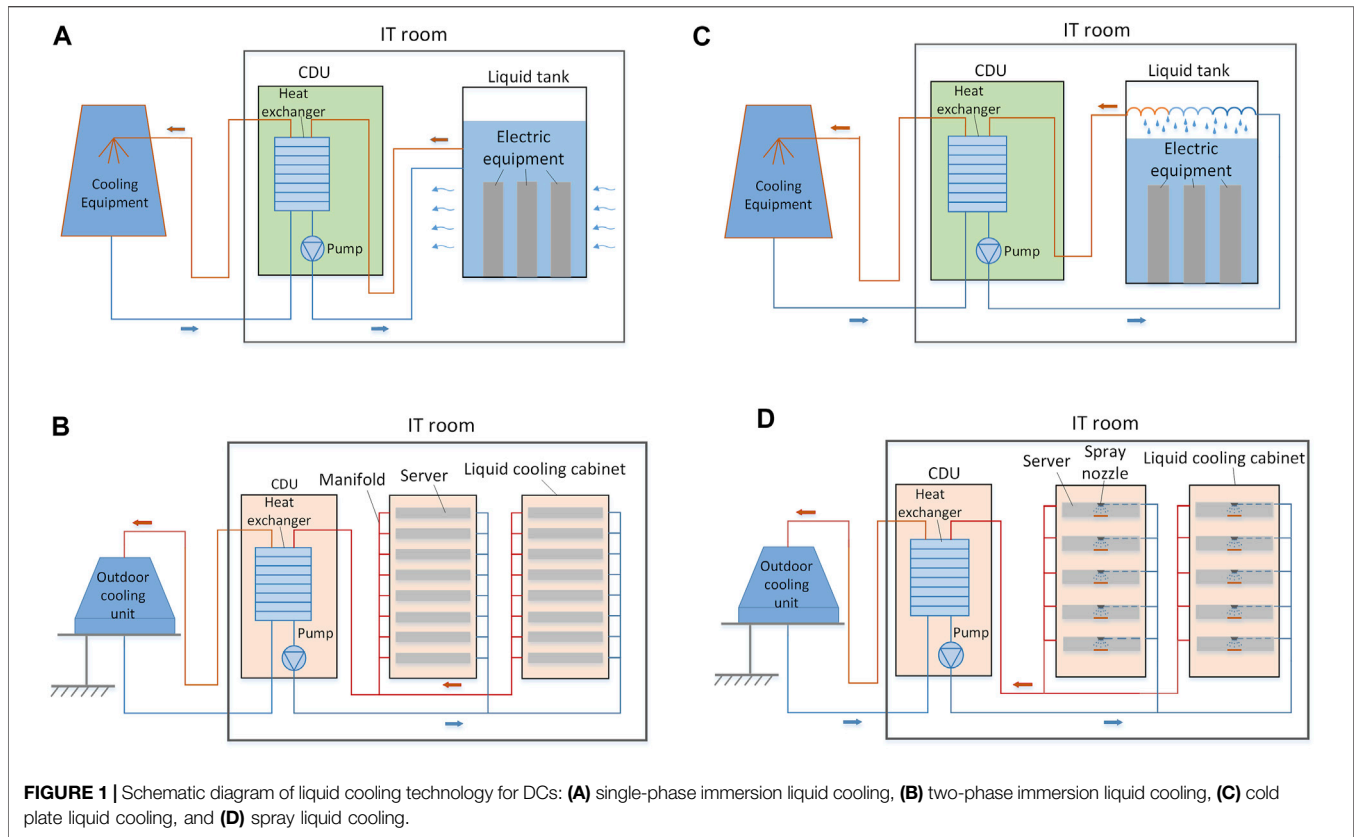 A
IT room
CDU
Heat
exchanger
Pump
Cooling
Equipment
Liquid tank
Electric
equipment
C
IT room
CDU
Heat
exchanger
Pump
Cooling
Equipment
Liquid tank
Electric
equipment
B
IT room
CDU
Heat
exchanger
Pump
Outdoor
cooling
unit
Manifold
Server
Liquid cooling cabinet
D
IT room
CDU
Heat
exchanger
Pump
Outdoor
cooling
unit
Server
Spray
nozzle
Liquid cooling cabinet
FIGURE 1 | Schematic diagram of liquid cooling technology for DCs: (A) single-phase immersion liquid cooling, (B) two-phase immersion liquid cooling, (C) cold
plate liquid cooling, and (D) spray liquid cooling.